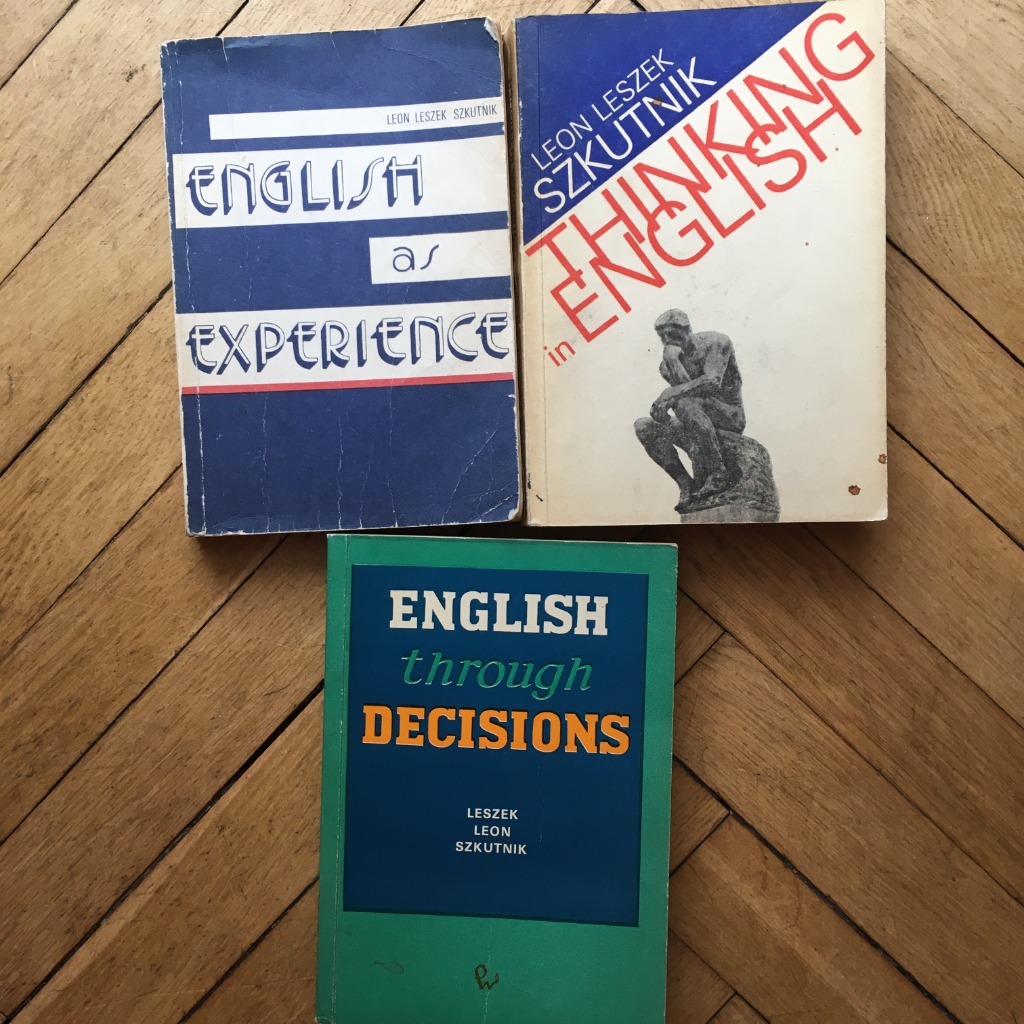 LEON LESZEK SZKUTNIK
ENGLISH
as
EXPERIENCE
LEON LESZEK
SZKUTNIK
THINKING
in ENGLISH
ENGLISH
through
DECISIONS
LESZEK
LEON
SZKUTNIK